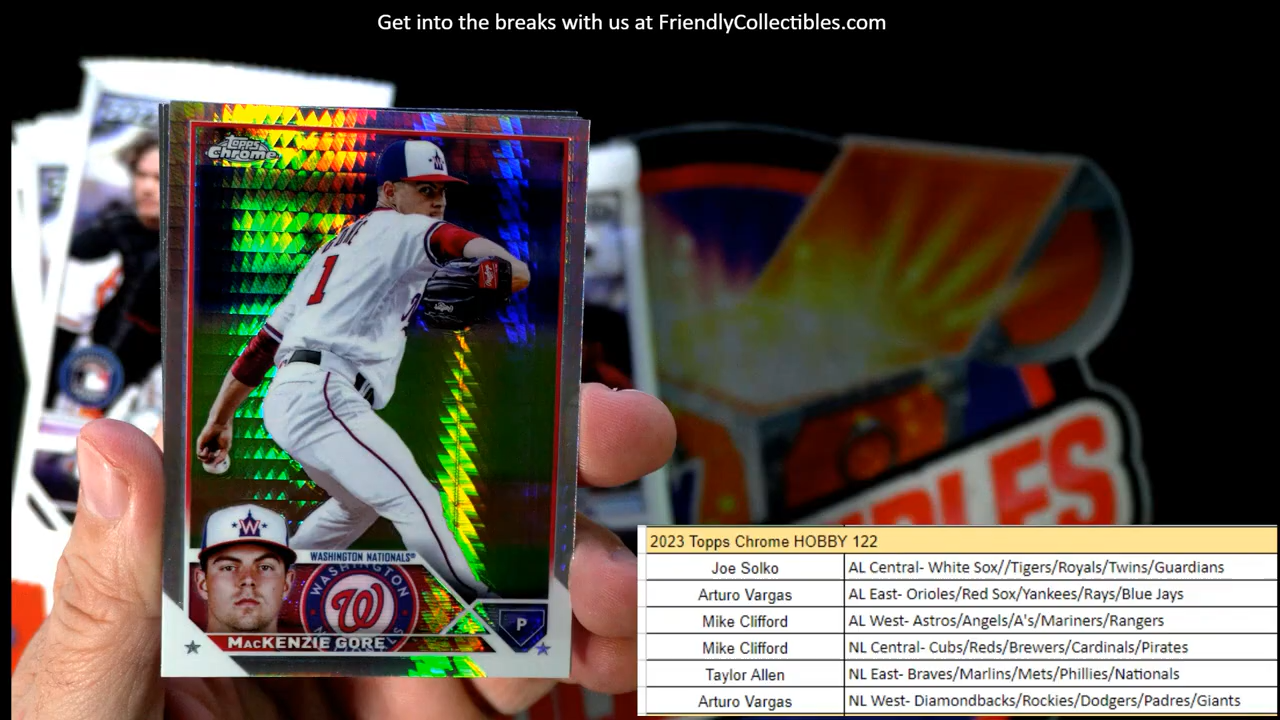 Get into the breaks with us at FriendlyCollectibles.com
Topps
Chrome
1
WASHINGTON NATIONALS®
WASHINGTON
W
MACKENZIE GORE
P
BLES
2023 Topps Chrome HOBBY 122
Joe Solko AL Central- White Sox//Tigers/Royals/Twins/Guardians
Arturo Vargas AL East- Orioles/Red Sox/Yankees/Rays/Blue Jays
Mike Clifford AL West- Astros/Angels/A's/Mariners/Rangers
Mike Clifford NL Central- Cubs/Reds/Brewers/Cardinals/Pirates
Taylor Allen NL East- Braves/Marlins/Mets/Phillies/Nationals
Arturo Vargas NL West- Diamondbacks/Rockies/Dodgers/Padres/Giants